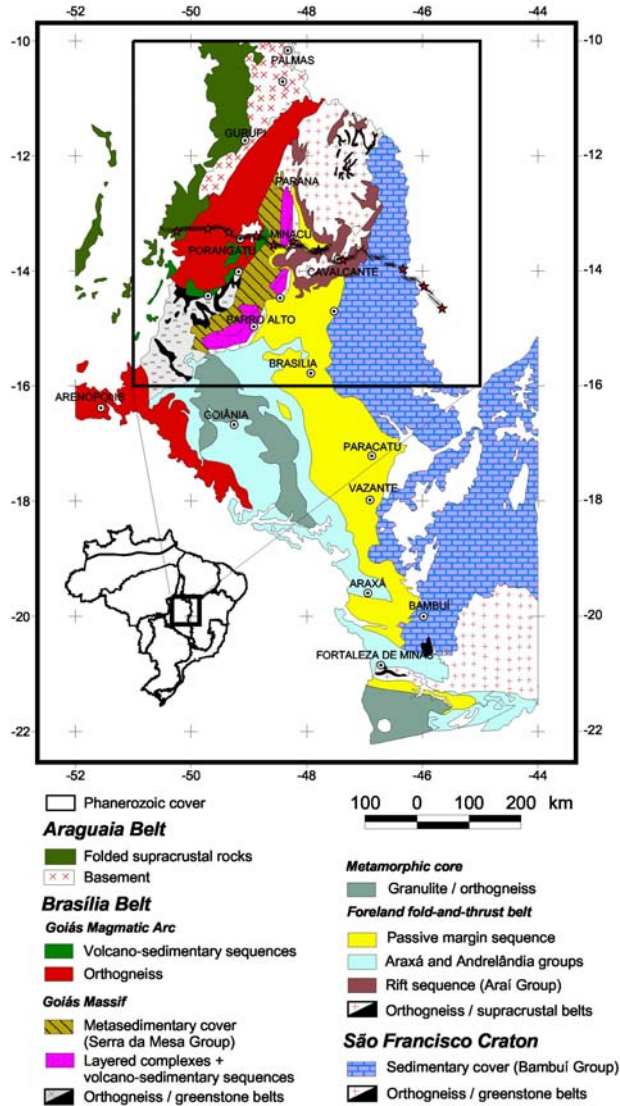 -52 -50 -48 -46 -44
-10 -10
PALMAS
GURUPI
-12 -12
PARANA
MINACU
PORANGATU
-14 -14
CAVALCANTE
BARRO ALTO
BRASILIA
-16 -16
ARENOPOLIS
GOIÂNIA
PARACATU
VAZANTE
-18 -18
ARAXÁ
BAMBUÍ
-20 -20
FORTALEZA DE MINAS
-22 -22
-52 -50 -48 -46 -44
Phanerozoic cover
Araguaia Belt
Folded supracrustal rocks
Basement
Brasília Belt
Goiás Magmatic Arc
Volcano-sedimentary sequences
Orthogneiss
Goiás Massif
Metasedimentary cover
(Serra da Mesa Group)
Layered complexes +
volcano-sedimentary sequences
Orthogneiss / greenstone belts
100 0 100 200 km
Metamorphic core
Granulite / orthogneiss
Foreland fold-and-thrust belt
Passive margin sequence
Araxá and Andrelândia groups
Rift sequence (Araí Group)
Orthogneiss / supracrustal belts
São Francisco Craton
Sedimentary cover (Bambuí Group)
Orthogneiss / greenstone belts